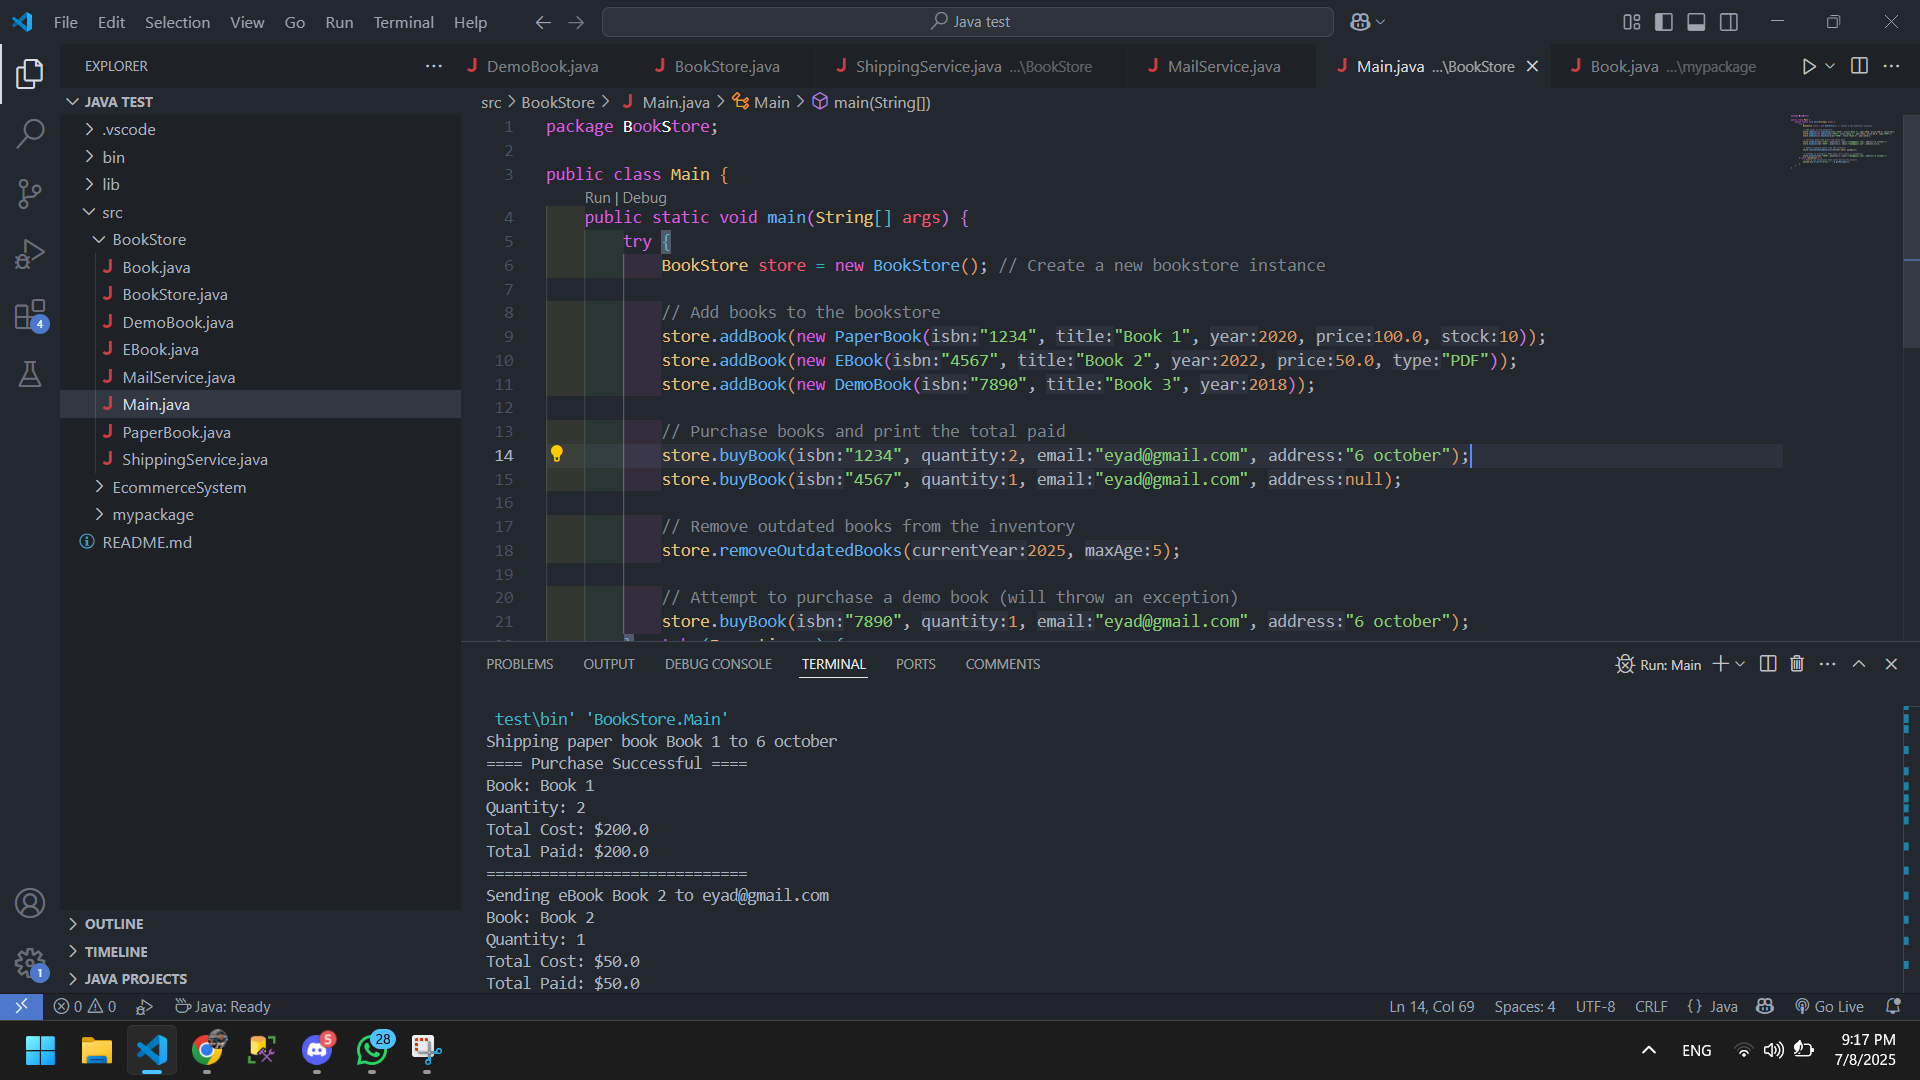 File Edit Selection View Go Run Terminal Help
Java test
EXPLORER
JAVA TEST
.vscode
bin
lib
src
BookStore
Book.java
BookStore.java
DemoBook.java
EBook.java
MailService.java
Main.java
PaperBook.java
ShippingService.java
EcommerceSystem
mypackage
README.md
OUTLINE
TIMELINE
JAVA PROJECTS
4
1
DemoBook.java BookStore.java ShippingService.java ...\BookStore MailService.java Main.java ...\BookStore Book.java ...\mypackage
src > BookStore > Main.java > Main > main(String[])
1 package BookStore;
2
3 public class Main {
Run | Debug
4 public static void main(String[] args) {
5 try {
6 BookStore store = new BookStore(); // Create a new bookstore instance
7
8 // Add books to the bookstore
9 store.addBook(new PaperBook(isbn:"1234", title:"Book 1", year:2020, price:100.0, stock:10));
10 store.addBook(new EBook(isbn:"4567", title:"Book 2", year:2022, price:50.0, type:"PDF"));
11 store.addBook(new DemoBook(isbn:"7890", title:"Book 3", year:2018));
12
13 // Purchase books and print the total paid
14 store.buyBook(isbn:"1234", quantity:2, email:"eyad@gmail.com", address:"6 october");
15 store.buyBook(isbn:"4567", quantity:1, email:"eyad@gmail.com", address:null);
16
17 // Remove outdated books from the inventory
18 store.removeOutdatedBooks(currentYear:2025, maxAge:5);
19
20 // Attempt to purchase a demo book (will throw an exception)
21 store.buyBook(isbn:"7890", quantity:1, email:"eyad@gmail.com", address:"6 october");
PROBLEMS OUTPUT DEBUG CONSOLE TERMINAL PORTS COMMENTS
Run: Main
test\bin' 'BookStore.Main'
Shipping paper book Book 1 to 6 october
==== Purchase Successful ====
Book: Book 1
Quantity: 2
Total Cost: $200.0
Total Paid: $200.0
=============================
Sending eBook Book 2 to eyad@gmail.com
Book: Book 2
Quantity: 1
Total Cost: $50.0
Total Paid: $50.0
0 0 Java: Ready
Ln 14, Col 69 Spaces: 4 UTF-8 CRLF {} Java Go Live
5
28
ENG
9:17 PM
7/8/2025